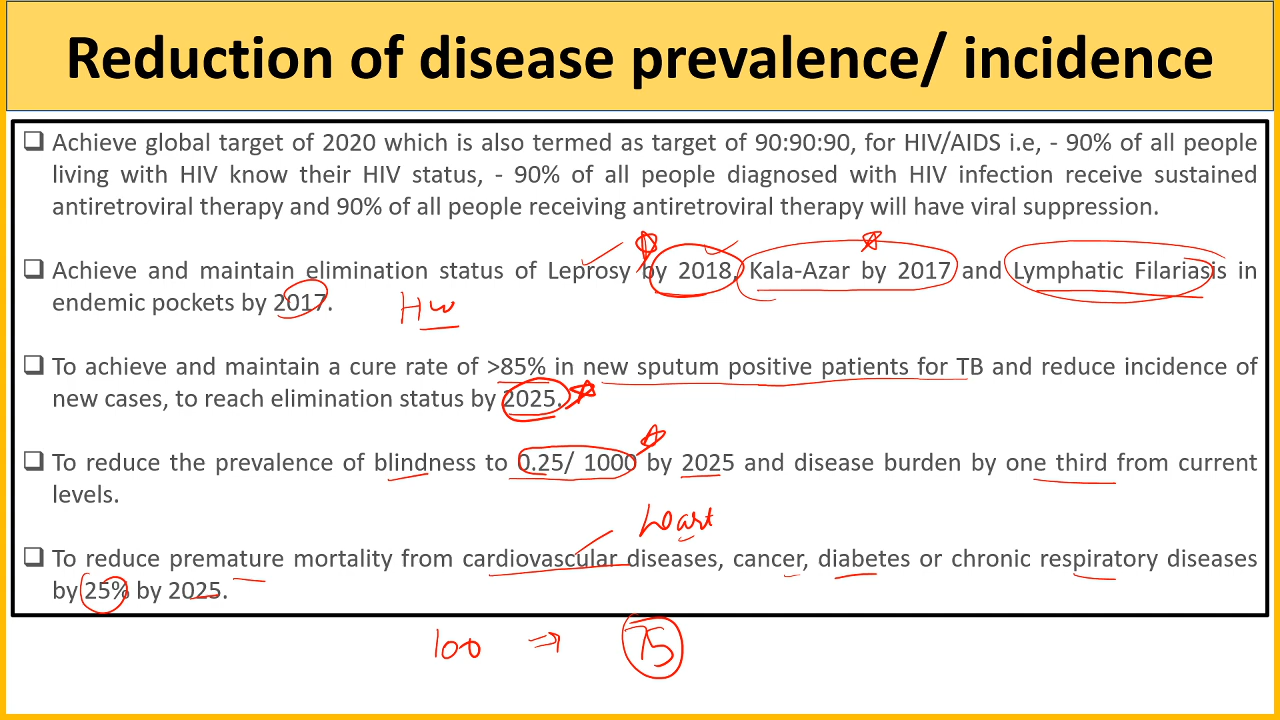 Reduction of disease prevalence/ incidence
❑ Achieve global target of 2020 which is also termed as target of 90:90:90, for HIV/AIDS i.e, - 90% of all people
living with HIV know their HIV status, - 90% of all people diagnosed with HIV infection receive sustained
antiretroviral therapy and 90% of all people receiving antiretroviral therapy will have viral suppression.
❑ Achieve and maintain elimination status of Leprosy by 2018, Kala-Azar by 2017 and Lymphatic Filariasis in
endemic pockets by 2017.
HW
❑ To achieve and maintain a cure rate of >85% in new sputum positive patients for TB and reduce incidence of
new cases, to reach elimination status by 2025.
❑ To reduce the prevalence of blindness to 0.25/ 1000 by 2025 and disease burden by one third from current
levels.
Heart
❑ To reduce premature mortality from cardiovascular diseases, cancer, diabetes or chronic respiratory diseases
by 25% by 2025.
100 ⇒ 75